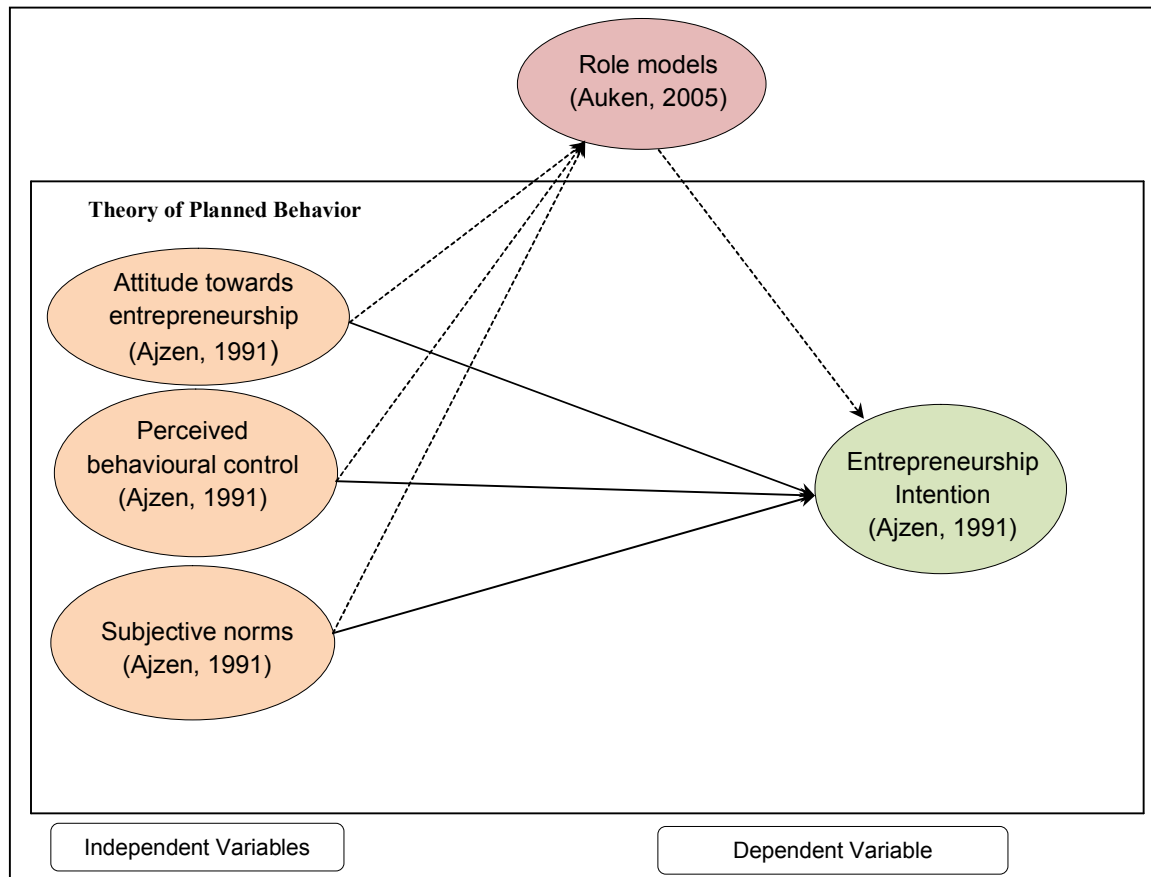 Role models
(Auken, 2005)
Theory of Planned Behavior
Attitude towards
entrepreneurship
(Ajzen, 1991)
Perceived
behavioural control
(Ajzen, 1991)
Entrepreneurship
Intention
(Ajzen, 1991)
Subjective norms
(Ajzen, 1991)
Independent Variables
Dependent Variable